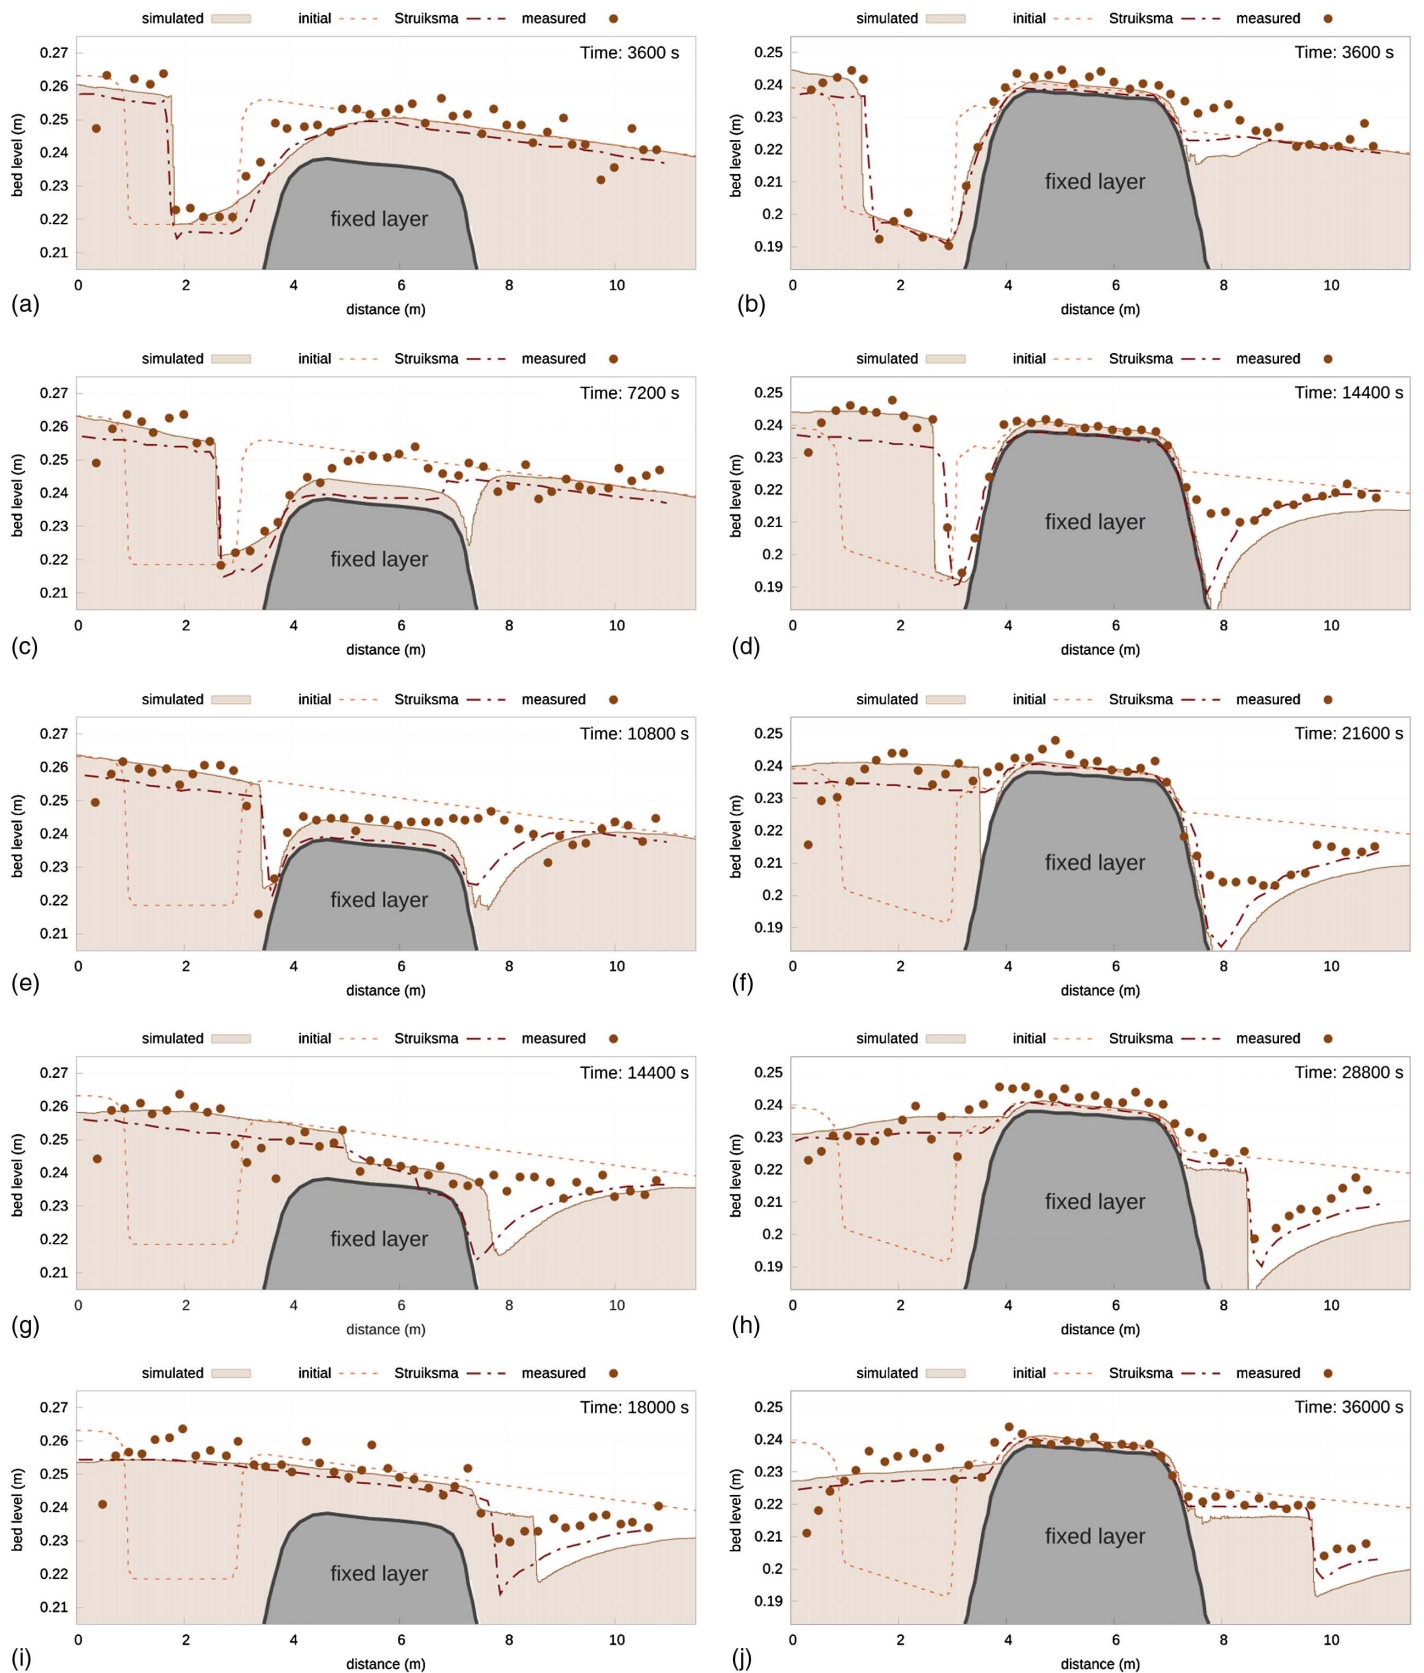 simulated initial Struiksma measured
Time: 3600 s
0.27
0.26
0.25
0.24
0.23
0.22
0.21
bed level (m)
fixed layer
0 2 4 6 8 10
distance (m)
(a)
simulated initial Struiksma measured
Time: 3600 s
0.25
0.24
0.23
0.22
0.21
0.2
0.19
bed level (m)
fixed layer
0 2 4 6 8 10
distance (m)
(b)
simulated initial Struiksma measured
Time: 7200 s
0.27
0.26
0.25
0.24
0.23
0.22
0.21
bed level (m)
fixed layer
0 2 4 6 8 10
distance (m)
(c)
simulated initial Struiksma measured
Time: 14400 s
0.25
0.24
0.23
0.22
0.21
0.2
0.19
bed level (m)
fixed layer
0 2 4 6 8 10
distance (m)
(d)
simulated initial Struiksma measured
Time: 10800 s
0.27
0.26
0.25
0.24
0.23
0.22
0.21
bed level (m)
fixed layer
0 2 4 6 8 10
distance (m)
(e)
simulated initial Struiksma measured
Time: 21600 s
0.25
0.24
0.23
0.22
0.21
0.2
0.19
bed level (m)
fixed layer
0 2 4 6 8 10
distance (m)
(f)
simulated initial Struiksma measured
Time: 14400 s
0.27
0.26
0.25
0.24
0.23
0.22
0.21
bed level (m)
fixed layer
0 2 4 6 8 10
distance (m)
(g)
simulated initial Struiksma measured
Time: 28800 s
0.25
0.24
0.23
0.22
0.21
0.2
0.19
bed level (m)
fixed layer
0 2 4 6 8 10
distance (m)
(h)
simulated initial Struiksma measured
Time: 18000 s
0.27
0.26
0.25
0.24
0.23
0.22
0.21
bed level (m)
fixed layer
0 2 4 6 8 10
distance (m)
(i)
simulated initial Struiksma measured
Time: 36000 s
0.25
0.24
0.23
0.22
0.21
0.2
0.19
bed level (m)
fixed layer
0 2 4 6 8 10
distance (m)
(j)